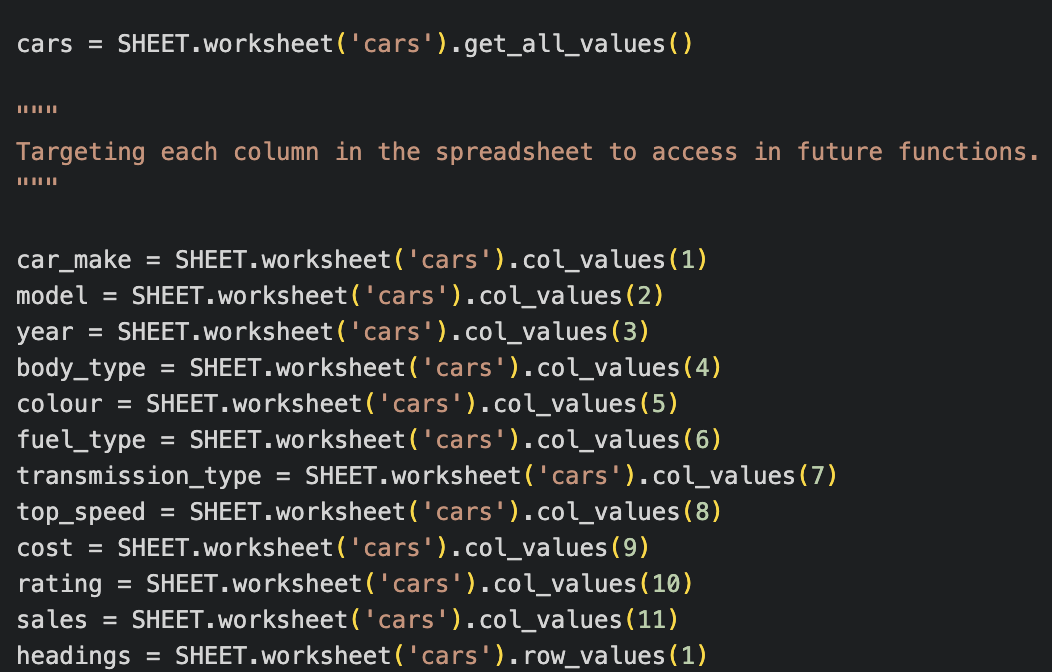 cars = SHEET.worksheet('cars').get_all_values()
"""
Targeting each column in the spreadsheet to access in future functions.
"""
car_make = SHEET.worksheet('cars').col_values(1)
model = SHEET.worksheet('cars').col_values(2)
year = SHEET.worksheet('cars').col_values(3)
body_type = SHEET.worksheet('cars').col_values(4)
colour = SHEET.worksheet('cars').col_values(5)
fuel_type = SHEET.worksheet('cars').col_values(6)
transmission_type = SHEET.worksheet('cars').col_values(7)
top_speed = SHEET.worksheet('cars').col_values(8)
cost = SHEET.worksheet('cars').col_values(9)
rating = SHEET.worksheet('cars').col_values(10)
sales = SHEET.worksheet('cars').col_values(11)
headings = SHEET.worksheet('cars').row_values(1)